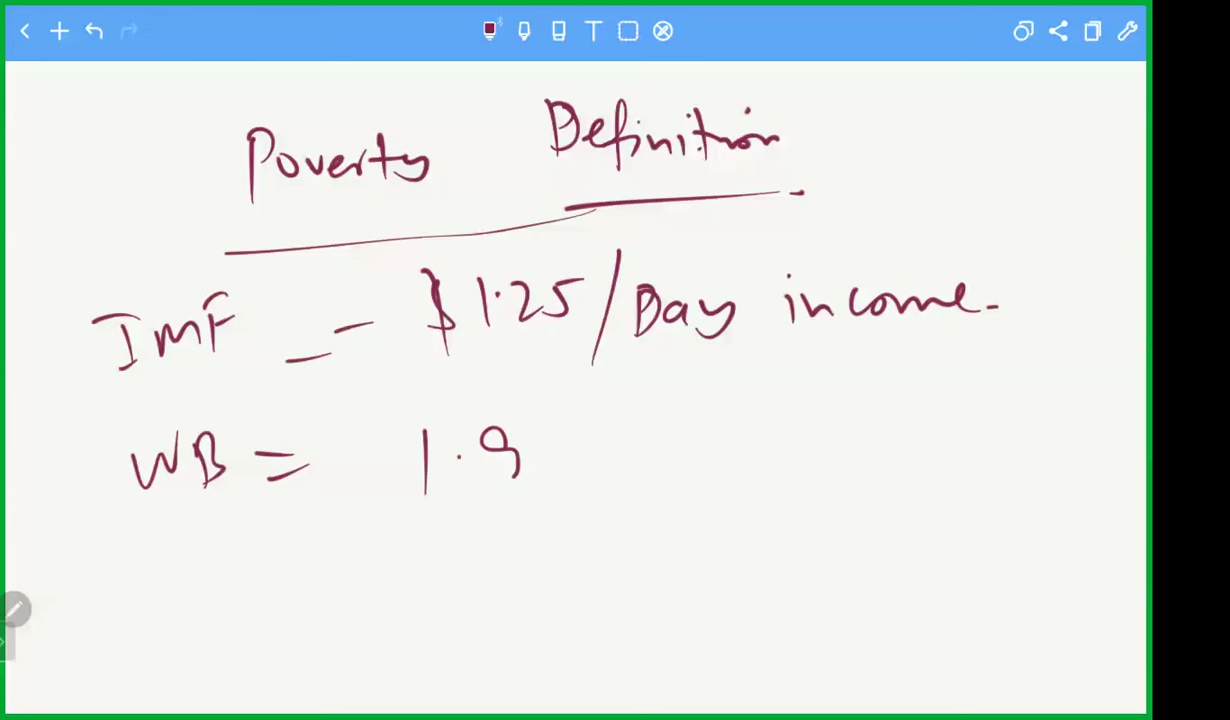 Poverty Definition
IMF = $1.25/Day income.
WB = 1.9